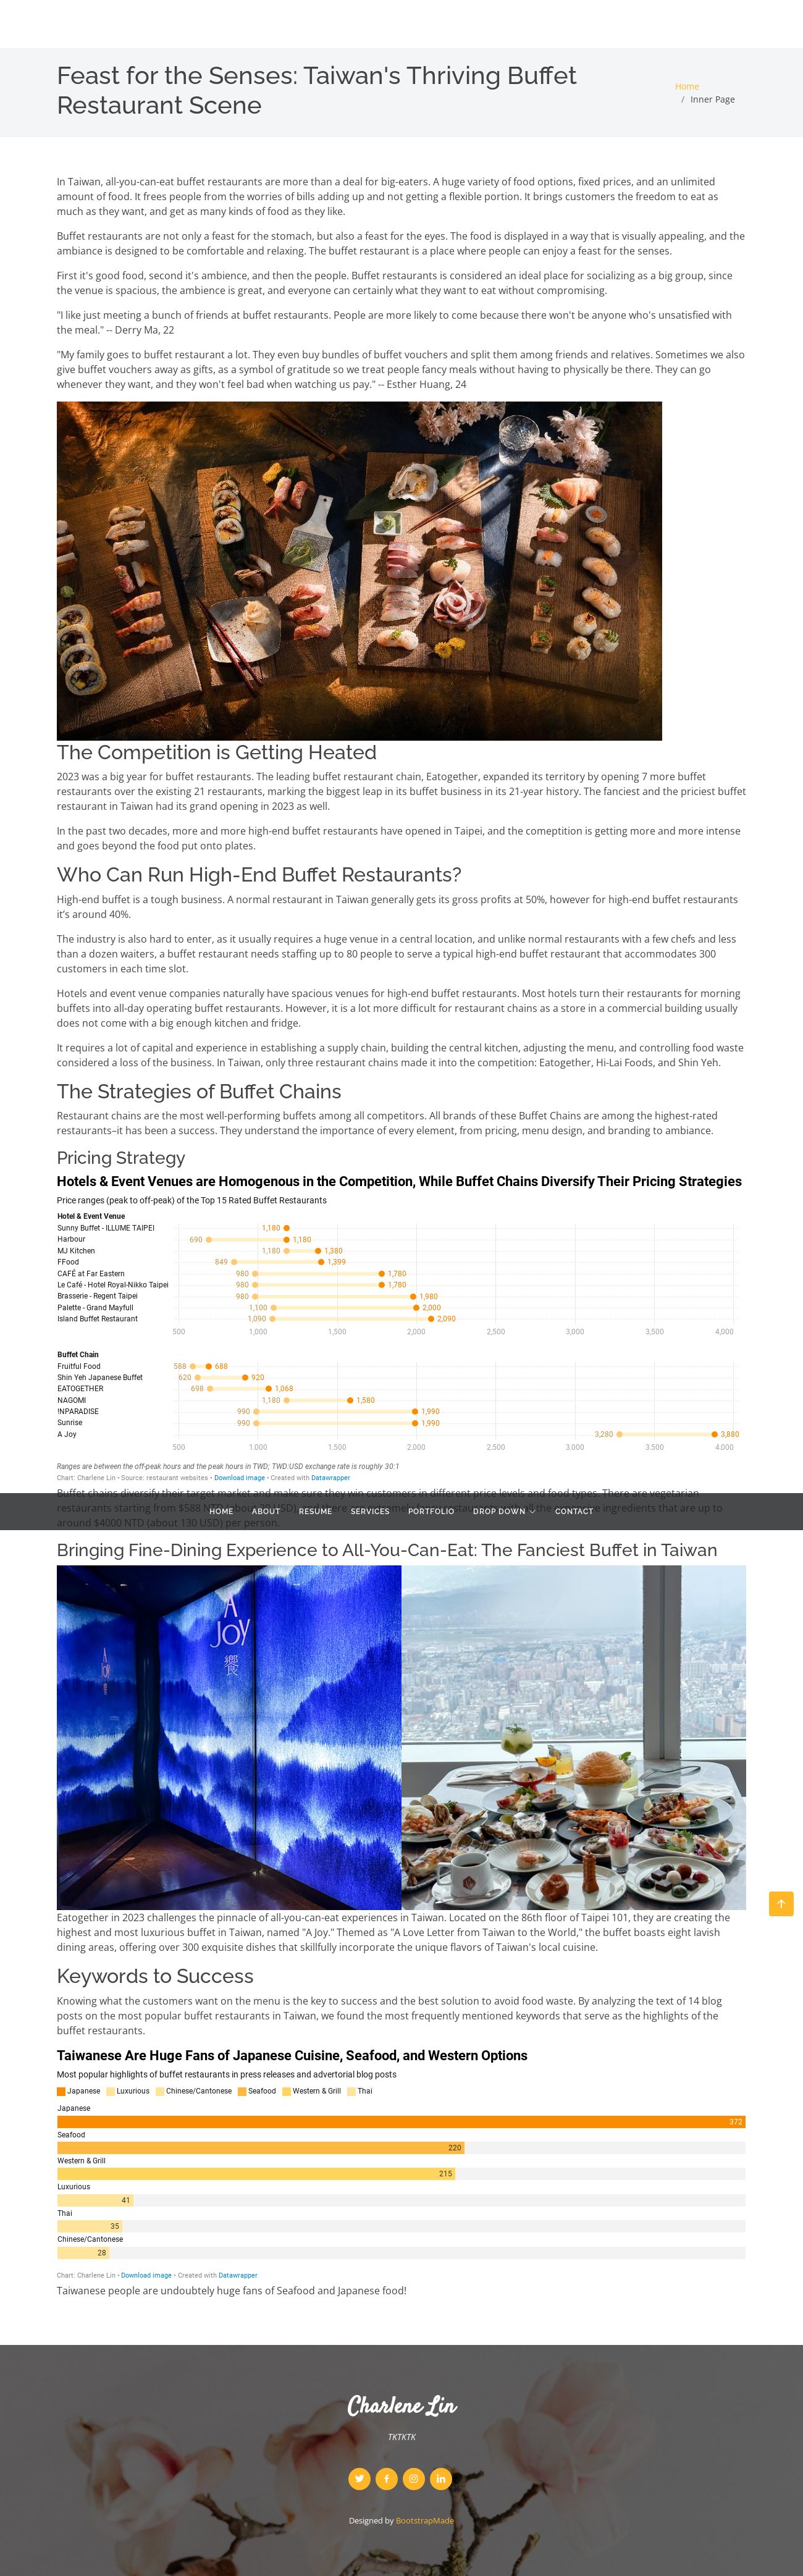 Feast for the Senses: Taiwan's Thriving Buffet
Restaurant Scene
Home
/ Inner Page
In Taiwan, all-you-can-eat buffet restaurants are more than a deal for big-eaters. A huge variety of food options, fixed prices, and an unlimited
amount of food. It frees people from the worries of bills adding up and not getting a flexible portion. It brings customers the freedom to eat as
much as they want, and get as many kinds of food as they like.
Buffet restaurants are not only a feast for the stomach, but also a feast for the eyes. The food is displayed in a way that is visually appealing, and the
ambiance is designed to be comfortable and relaxing. The buffet restaurant is a place where people can enjoy a feast for the senses.
First it's good food, second it's ambience, and then the people. Buffet restaurants is considered an ideal place for socializing as a big group, since
the venue is spacious, the ambience is great, and everyone can certainly what they want to eat without compromising.
"I like just meeting a bunch of friends at buffet restaurants. People are more likely to come because there won't be anyone who's unsatisfied with
the meal." -- Derry Ma, 22
"My family goes to buffet restaurant a lot. They even buy bundles of buffet vouchers and split them among friends and relatives. Sometimes we also
give buffet vouchers away as gifts, as a symbol of gratitude so we treat people fancy meals without having to physically be there. They can go
whenever they want, and they won't feel bad when watching us pay." -- Esther Huang, 24
The Competition is Getting Heated
2023 was a big year for buffet restaurants. The leading buffet restaurant chain, Eatogether, expanded its territory by opening 7 more buffet
restaurants over the existing 21 restaurants, marking the biggest leap in its buffet business in its 21-year history. The fanciest and the priciest buffet
restaurant in Taiwan had its grand opening in 2023 as well.
In the past two decades, more and more high-end buffet restaurants have opened in Taipei, and the comeptition is getting more and more intense
and goes beyond the food put onto plates.
Who Can Run High-End Buffet Restaurants?
High-end buffet is a tough business. A normal restaurant in Taiwan generally gets its gross profits at 50%, however for high-end buffet restaurants
it's around 40%.
The industry is also hard to enter, as it usually requires a huge venue in a central location, and unlike normal restaurants with a few chefs and less
than a dozen waiters, a buffet restaurant needs staffing up to 80 people to serve a typical high-end buffet restaurant that accommodates 300
customers in each time slot.
Hotels and event venue companies naturally have spacious venues for high-end buffet restaurants. Most hotels turn their restaurants for morning
buffets into all-day operating buffet restaurants. However, it is a lot more difficult for restaurant chains as a store in a commercial building usually
does not come with a big enough kitchen and fridge.
It requires a lot of capital and experience in establishing a supply chain, building the central kitchen, adjusting the menu, and controlling food waste
considered a loss of the business. In Taiwan, only three restaurant chains made it into the competition: Eatogether, Hi-Lai Foods, and Shin Yeh.
The Strategies of Buffet Chains
Restaurant chains are the most well-performing buffets among all competitors. All brands of these Buffet Chains are among the highest-rated
restaurants–it has been a success. They understand the importance of every element, from pricing, menu design, and branding to ambiance.
Pricing Strategy
Hotels & Event Venues are Homogenous in the Competition, While Buffet Chains Diversify Their Pricing Strategies
Price ranges (peak to off-peak) of the Top 15 Rated Buffet Restaurants
Hotel & Event Venue
Sunny Buffet - ILLUME TAIPEI 1,180
Harbour 690 1,180
MJ Kitchen 1,180 1,380
FFood 849 1,399
CAFÉ at Far Eastern 980 1,780
Le Café - Hotel Royal-Nikko Taipei 980 1,780
Brasserie - Regent Taipei 980 1,980
Palette - Grand Mayfull 1,100 2,000
Island Buffet Restaurant 1,090 2,090
500 1,000 1,500 2,000 2,500 3,000 3,500 4,000
Buffet Chain
Fruitful Food 588 688
Shin Yeh Japanese Buffet 620 920
EATOGETHER 698 1,068
NAGOMI 1,180 1,580
!NPARADISE 990 1,990
Sunrise 990 1,990
A Joy 3,280 3,880
500 1.000 1.500 2.000 2.500 3.000 3.500 4.000
Ranges are between the off-peak hours and the peak hours in TWD; TWD:USD exchange rate is roughly 30:1
Chart: Charlene Lin • Source: restaurant websites • Download image • Created with Datawrapper
Buffet chains diversify their target market and make sure they win customers in different price levels and food types. There are vegetarian
restaurants starting from $588 NTD (about
ingredients that are up to
HOME ABOUT RESUME SERVICES PORTFOLIO DROP DOWN CONTACT
around $4000 NTD (about 130 USD) per person.
Bringing Fine-Dining Experience to All-You-Can-Eat: The Fanciest Buffet in Taiwan
A
JOY
饗
A JOY
Eatogether in 2023 challenges the pinnacle of all-you-can-eat experiences in Taiwan. Located on the 86th floor of Taipei 101, they are creating the
highest and most luxurious buffet in Taiwan, named "A Joy." Themed as "A Love Letter from Taiwan to the World," the buffet boasts eight lavish
dining areas, offering over 300 exquisite dishes that skillfully incorporate the unique flavors of Taiwan's local cuisine.
Keywords to Success
Knowing what the customers want on the menu is the key to success and the best solution to avoid food waste. By analyzing the text of 14 blog
posts on the most popular buffet restaurants in Taiwan, we found the most frequently mentioned keywords that serve as the highlights of the
buffet restaurants.
Taiwanese Are Huge Fans of Japanese Cuisine, Seafood, and Western Options
Most popular highlights of buffet restaurants in press releases and advertorial blog posts
Japanese Luxurious Chinese/Cantonese Seafood Western & Grill Thai
Japanese
372
Seafood
220
Western & Grill
215
Luxurious
41
Thai
35
Chinese/Cantonese
28
Chart: Charlene Lin • Download image • Created with Datawrapper
Taiwanese people are undoubtely huge fans of Seafood and Japanese food!
Charlene Lin
TKTKTK
Designed by BootstrapMade